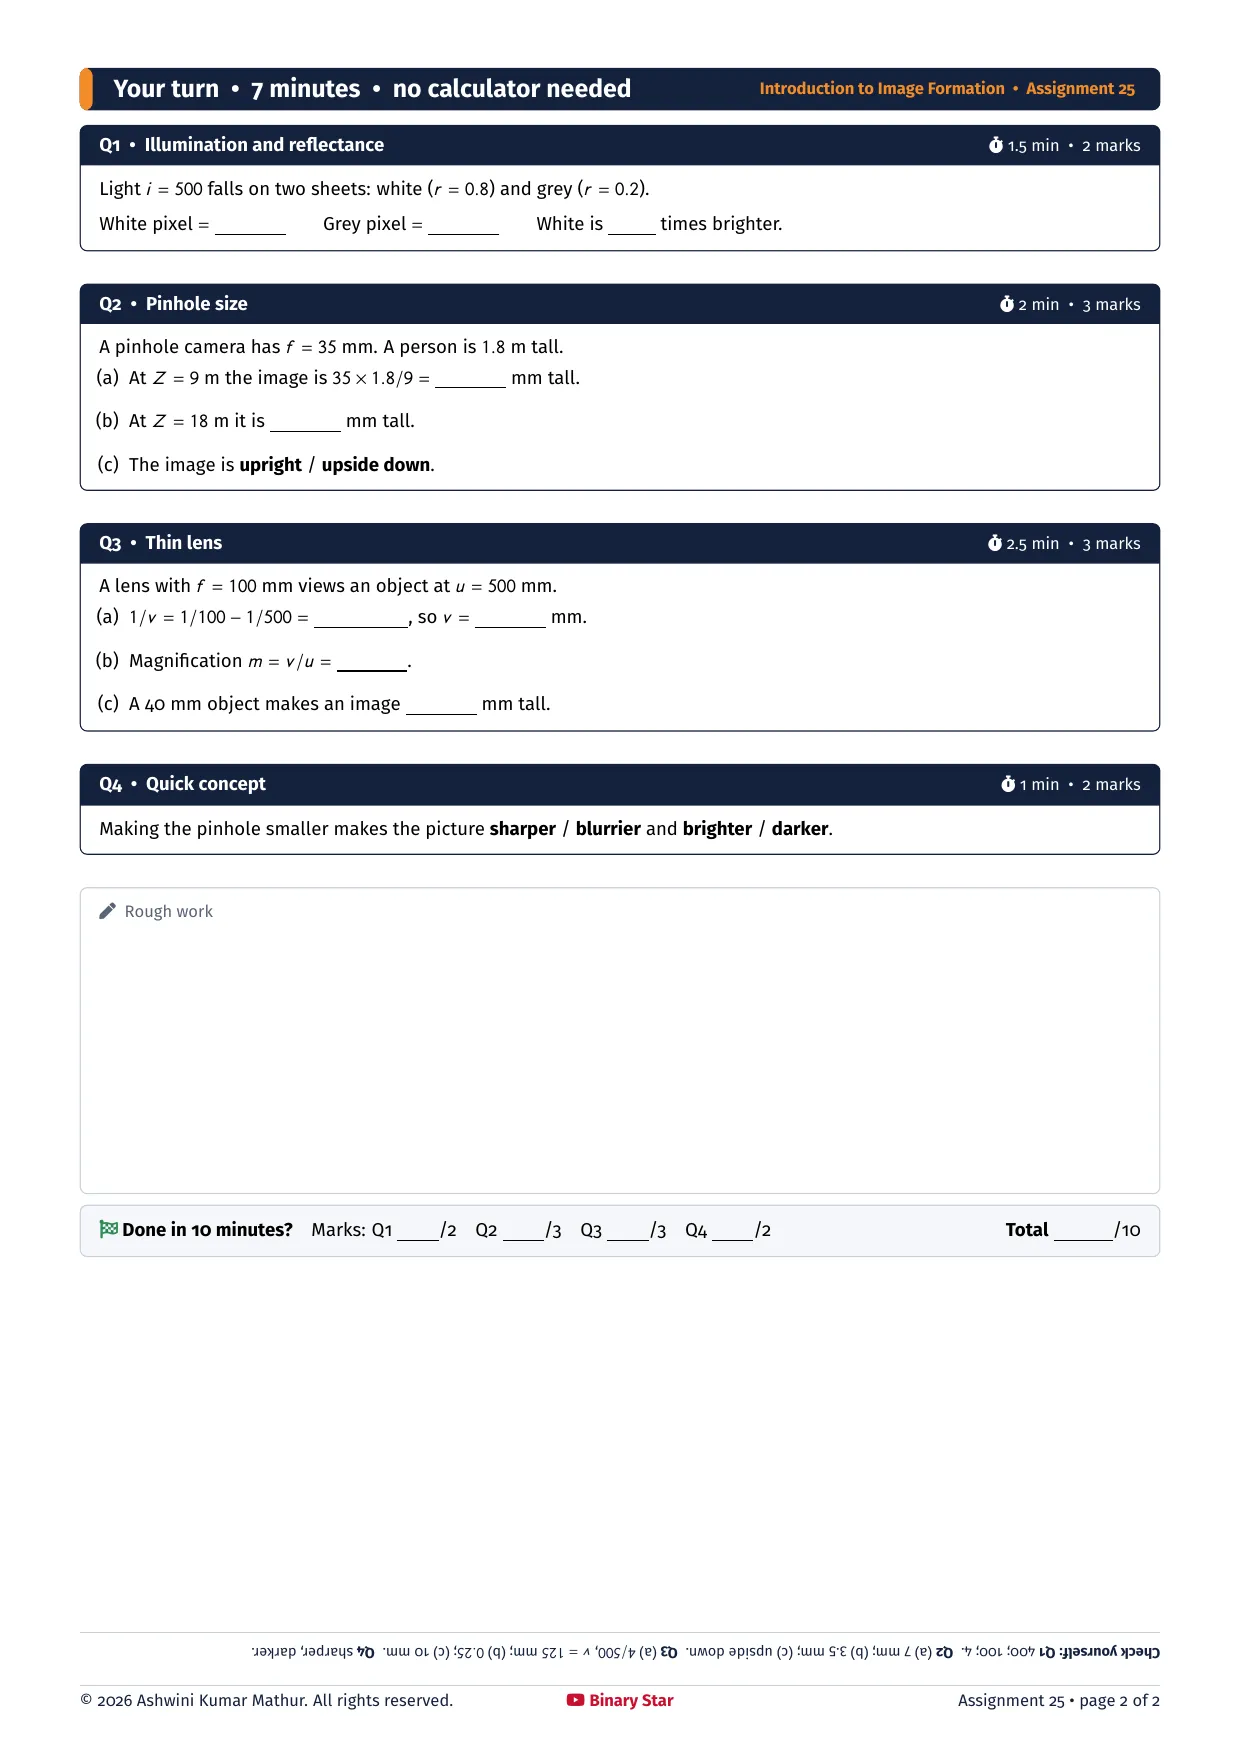 Your turn • 7 minutes • no calculator needed
Introduction to Image Formation • Assignment 25
Q1 • Illumination and reflectance
1.5 min • 2 marks
Light i = 500 falls on two sheets: white (r = 0.8) and grey (r = 0.2).
White pixel = _______ Grey pixel = _______ White is _____ times brighter.
Q2 • Pinhole size
2 min • 3 marks
A pinhole camera has f = 35 mm. A person is 1.8 m tall.
(a) At Z = 9 m the image is 35 × 1.8/9 = _______ mm tall.
(b) At Z = 18 m it is _______ mm tall.
(c) The image is upright / upside down.
Q3 • Thin lens
2.5 min • 3 marks
A lens with f = 100 mm views an object at u = 500 mm.
(a) 1/v = 1/100 − 1/500 = _________, so v = _______ mm.
(b) Magnification m = v/u = _______.
(c) A 40 mm object makes an image _______ mm tall.
Q4 • Quick concept
1 min • 2 marks
Making the pinhole smaller makes the picture sharper / blurrier and brighter / darker.
Rough work
Done in 10 minutes? Marks: Q1 ____/2 Q2 ____/3 Q3 ____/3 Q4 ____/2 Total ______/10
Check yourself: Q1 400; 100; 4. Q2 (a) 7 mm; (b) 3.5 mm; (c) upside down. Q3 (a) 4/500, v = 125 mm; (b) 0.25; (c) 10 mm. Q4 sharper, darker.
© 2026 Ashwini Kumar Mathur. All rights reserved.
Binary Star
Assignment 25 • page 2 of 2